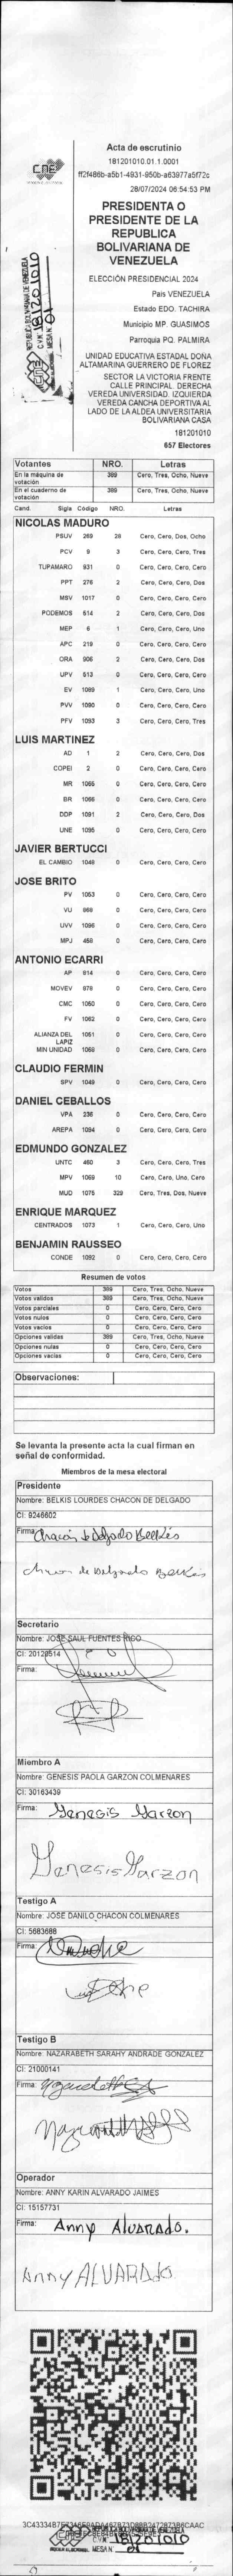 Acta de escrutinio
181201010.01.1.0001
ff2f486b-a5b1-4931-950b-a63977a5f72c
28/07/2024 06:54:53 PM
CNE
REPUBLICA BOLIVARIANA DE VENEZUELA
C.V.Nº 181201010
MESA Nº 01
PRESIDENTA O
PRESIDENTE DE LA
REPUBLICA
BOLIVARIANA DE
VENEZUELA
ELECCIÓN PRESIDENCIAL 2024
País VENEZUELA
Estado EDO. TACHIRA
Municipio MP. GUASIMOS
Parroquia PQ. PALMIRA
UNIDAD EDUCATIVA ESTADAL DOÑA
ALTAMARINA GUERRERO DE FLOREZ
SECTOR LA VICTORIA FRENTE
CALLE PRINCIPAL. DERECHA
VEREDA UNIVERSIDAD. IZQUIERDA
VEREDA CANCHA DEPORTIVA AL
LADO DE LA ALDEA UNIVERSITARIA
BOLIVARIANA CASA
181201010
657 Electores
Votantes NRO. Letras
En la máquina de votación 389 Cero, Tres, Ocho, Nueve
En el cuaderno de votación 389 Cero, Tres, Ocho, Nueve
Cand. Sigla Código NRO. Letras
NICOLAS MADURO
PSUV 269 28 Cero, Cero, Dos, Ocho
PCV 9 3 Cero, Cero, Cero, Tres
TUPAMARO 931 0 Cero, Cero, Cero, Cero
PPT 276 2 Cero, Cero, Cero, Dos
MSV 1017 0 Cero, Cero, Cero, Cero
PODEMOS 614 2 Cero, Cero, Cero, Dos
MEP 6 1 Cero, Cero, Cero, Uno
APC 219 0 Cero, Cero, Cero, Cero
ORA 906 2 Cero, Cero, Cero, Dos
UPV 513 0 Cero, Cero, Cero, Cero
EV 1089 1 Cero, Cero, Cero, Uno
PVV 1090 0 Cero, Cero, Cero, Cero
PFV 1093 3 Cero, Cero, Cero, Tres
LUIS MARTINEZ
AD 1 2 Cero, Cero, Cero, Dos
COPEI 2 0 Cero, Cero, Cero, Cero
MR 1065 0 Cero, Cero, Cero, Cero
BR 1066 0 Cero, Cero, Cero, Cero
DDP 1091 2 Cero, Cero, Cero, Dos
UNE 1095 0 Cero, Cero, Cero, Cero
JAVIER BERTUCCI
EL CAMBIO 1048 0 Cero, Cero, Cero, Cero
JOSE BRITO
PV 1053 0 Cero, Cero, Cero, Cero
VU 868 0 Cero, Cero, Cero, Cero
UVV 1096 0 Cero, Cero, Cero, Cero
MPJ 458 0 Cero, Cero, Cero, Cero
ANTONIO ECARRI
AP 814 0 Cero, Cero, Cero, Cero
MOVEV 978 0 Cero, Cero, Cero, Cero
CMC 1050 0 Cero, Cero, Cero, Cero
FV 1062 0 Cero, Cero, Cero, Cero
ALIANZA DEL LAPIZ 1051 0 Cero, Cero, Cero, Cero
MIN UNIDAD 1068 0 Cero, Cero, Cero, Cero
CLAUDIO FERMIN
SPV 1049 0 Cero, Cero, Cero, Cero
DANIEL CEBALLOS
VPA 236 0 Cero, Cero, Cero, Cero
AREPA 1094 0 Cero, Cero, Cero, Cero
EDMUNDO GONZALEZ
UNTC 460 3 Cero, Cero, Cero, Tres
MPV 1069 10 Cero, Cero, Uno, Cero
MUD 1075 329 Cero, Tres, Dos, Nueve
ENRIQUE MARQUEZ
CENTRADOS 1073 1 Cero, Cero, Cero, Uno
BENJAMIN RAUSSEO
CONDE 1092 0 Cero, Cero, Cero, Cero
Resumen de votos
Votos 389 Cero, Tres, Ocho, Nueve
Votos validos 389 Cero, Tres, Ocho, Nueve
Votos parciales 0 Cero, Cero, Cero, Cero
Votos nulos 0 Cero, Cero, Cero, Cero
Votos vacíos 0 Cero, Cero, Cero, Cero
Opciones validas 389 Cero, Tres, Ocho, Nueve
Opciones nulas 0 Cero, Cero, Cero, Cero
Opciones vacías 0 Cero, Cero, Cero, Cero
Observaciones:
Se levanta la presente acta la cual firman en
señal de conformidad.
Miembros de la mesa electoral
Presidente
Nombre: BELKIS LOURDES CHACON DE DELGADO
CI: 9246602
Firma: Chacón de Delgado Belkis
Chacon de Delgado Belkis
Secretario
Nombre: JOSE SAUL FUENTES RICO
CI: 20128514
Firma:
Miembro A
Nombre: GENESIS PAOLA GARZON COLMENARES
CI: 30163439
Firma: Genesis Garzon
Genesis Garzon
Testigo A
Nombre: JOSE DANILO CHACON COLMENARES
CI: 5683688
Firma:
Testigo B
Nombre: NAZARABETH SARAHY ANDRADE GONZALEZ
CI: 21000141
Firma:
Operador
Nombre: ANNY KARIN ALVARADO JAIMES
CI: 15157731
Firma: Anny Alvarado.
Anny ALVARADO
CNE
C.V.Nº 181201010
MESA Nº 01